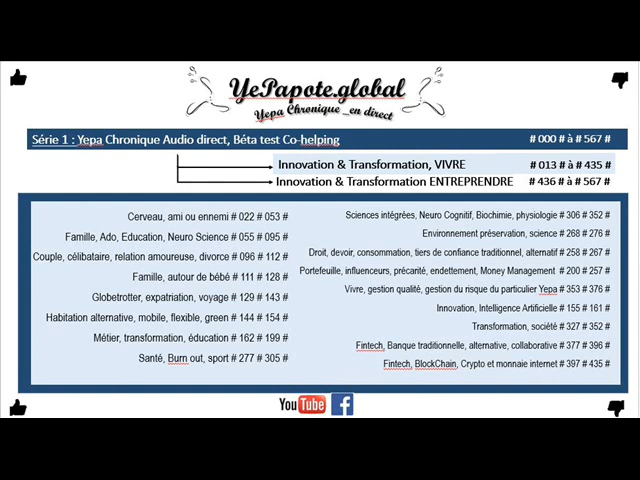 YePapote.global
Yepa Chronique _en direct
Série 1 : Yepa Chronique Audio direct, Béta test Co-helping # 000 # à # 567 #
Innovation & Transformation, VIVRE # 013 # à # 435 #
Innovation & Transformation ENTREPRENDRE # 436 # à # 567 #
Cerveau, ami ou ennemi # 022 # 053 #
Famille, Ado, Education, Neuro Science # 055 # 095 #
Couple, célibataire, relation amoureuse, divorce # 096 # 112 #
Famille, autour de bébé # 111 # 128 #
Globetrotter, expatriation, voyage # 129 # 143 #
Habitation alternative, mobile, flexible, green # 144 # 154 #
Métier, transformation, éducation # 162 # 199 #
Santé, Burn out, sport # 277 # 305 #
Sciences intégrées, Neuro Cognitif, Biochimie, physiologie # 306 # 352 #
Environnement préservation, science # 268 # 276 #
Droit, devoir, consommation, tiers de confiance traditionnel, alternatif # 258 # 267 #
Portefeuille, influenceurs, précarité, endettement, Money Management # 200 # 257 #
Vivre, gestion qualité, gestion du risque du particulier Yepa # 353 # 376 #
Innovation, Intelligence Artificielle # 155 # 161 #
Transformation, société # 327 # 352 #
Fintech, Banque traditionnelle, alternative, collaborative # 377 # 396 #
Fintech, BlockChain, Crypto et monnaie internet # 397 # 435 #
YouTube f